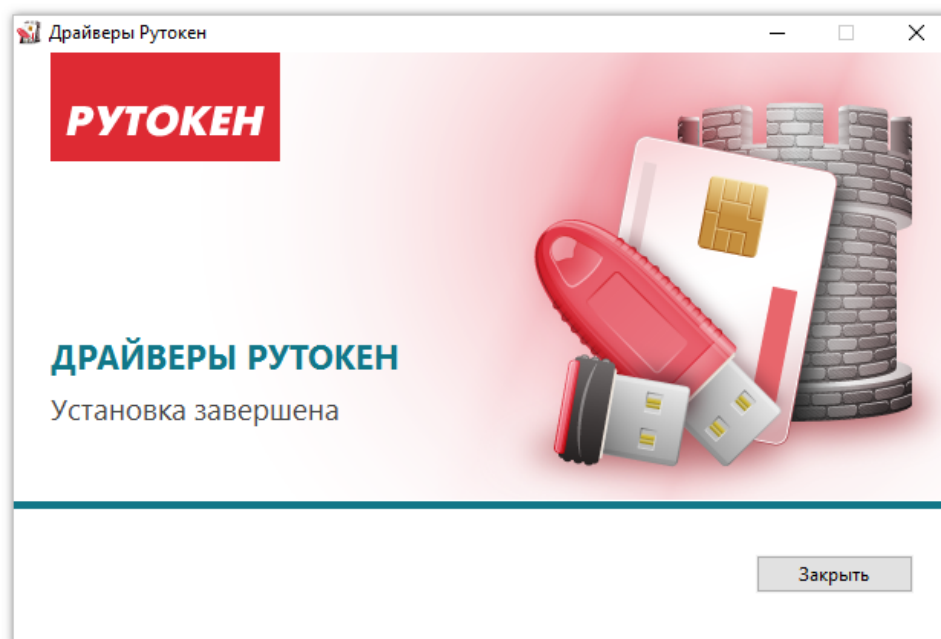 Драйверы Рутокен
РУТОКЕН
ДРАЙВЕРЫ РУТОКЕН
Установка завершена
Закрыть